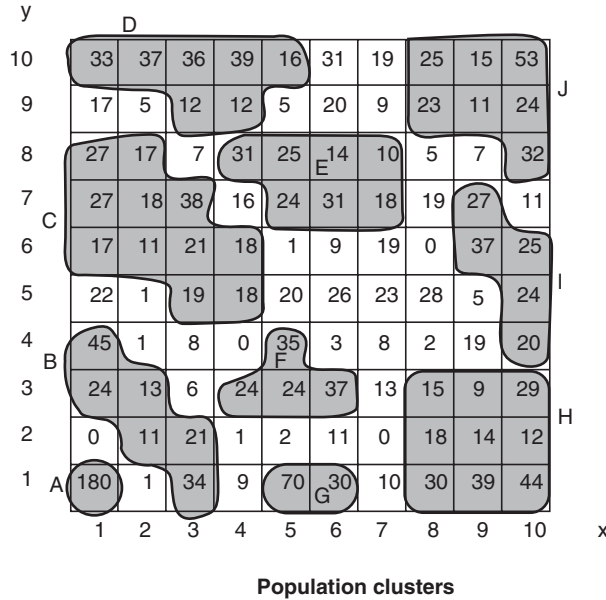 y
D
10 33 37 36 39 16 31 19 25 15 53
J
9 17 5 12 12 5 20 9 23 11 24
8 27 17 7 31 25 14 10 5 7 32
E
7 27 18 38 16 24 31 18 19 27 11
C
6 17 11 21 18 1 9 19 0 37 25
I
5 22 1 19 18 20 26 23 28 5 24
4 45 1 8 0 35 3 8 2 19 20
B F
3 24 13 6 24 24 37 13 15 9 29
H
2 0 11 21 1 2 11 0 18 14 12
1 A 180 1 34 9 70 G 30 10 30 39 44
1 2 3 4 5 6 7 8 9 10 x
Population clusters